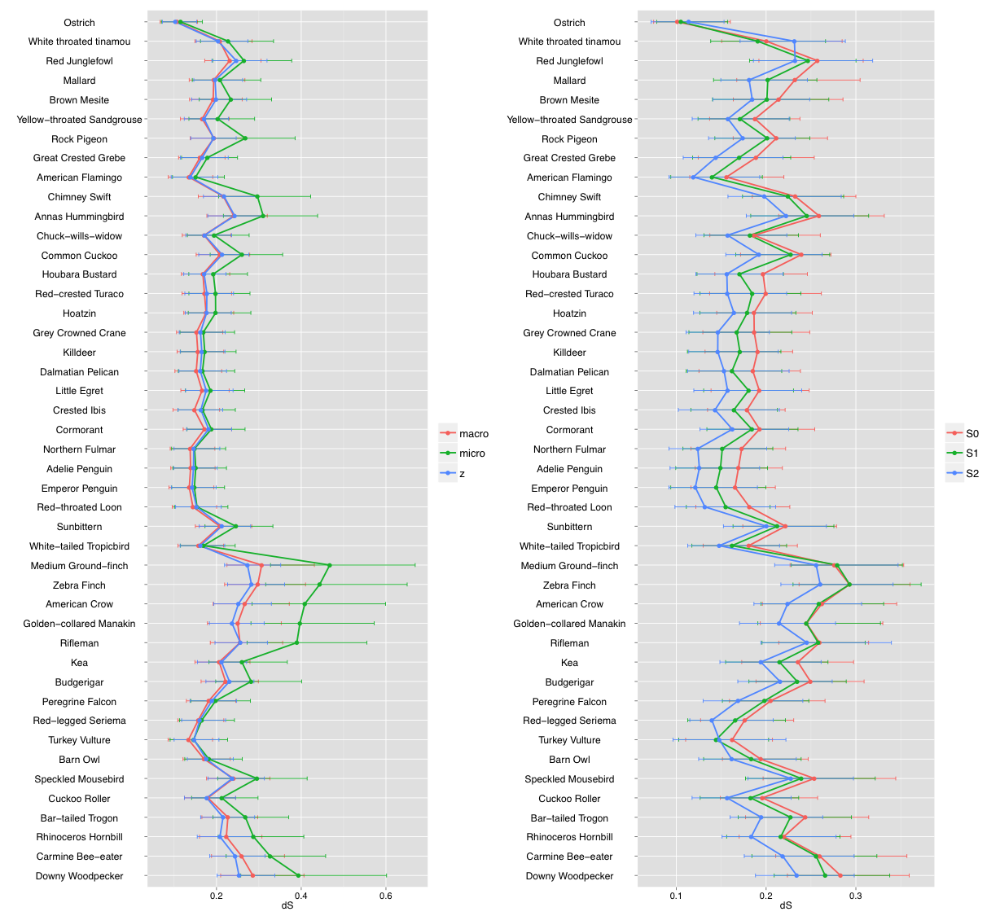 Ostrich
White throated tinamou
Red Junglefowl
Mallard
Brown Mesite
Yellow−throated Sandgrouse
Rock Pigeon
Great Crested Grebe
American Flamingo
Chimney Swift
Annas Hummingbird
Chuck−wills−widow
Common Cuckoo
Houbara Bustard
Red−crested Turaco
Hoatzin
Grey Crowned Crane
Killdeer
Dalmatian Pelican
Little Egret
Crested Ibis
Cormorant
Northern Fulmar
Adelie Penguin
Emperor Penguin
Red−throated Loon
Sunbittern
White−tailed Tropicbird
Medium Ground−finch
Zebra Finch
American Crow
Golden−collared Manakin
Rifleman
Kea
Budgerigar
Peregrine Falcon
Red−legged Seriema
Turkey Vulture
Barn Owl
Speckled Mousebird
Cuckoo Roller
Bar−tailed Trogon
Rhinoceros Hornbill
Carmine Bee−eater
Downy Woodpecker
0.2 0.4 0.6
dS
macro
micro
z
Ostrich
White throated tinamou
Red Junglefowl
Mallard
Brown Mesite
Yellow−throated Sandgrouse
Rock Pigeon
Great Crested Grebe
American Flamingo
Chimney Swift
Annas Hummingbird
Chuck−wills−widow
Common Cuckoo
Houbara Bustard
Red−crested Turaco
Hoatzin
Grey Crowned Crane
Killdeer
Dalmatian Pelican
Little Egret
Crested Ibis
Cormorant
Northern Fulmar
Adelie Penguin
Emperor Penguin
Red−throated Loon
Sunbittern
White−tailed Tropicbird
Medium Ground−finch
Zebra Finch
American Crow
Golden−collared Manakin
Rifleman
Kea
Budgerigar
Peregrine Falcon
Red−legged Seriema
Turkey Vulture
Barn Owl
Speckled Mousebird
Cuckoo Roller
Bar−tailed Trogon
Rhinoceros Hornbill
Carmine Bee−eater
Downy Woodpecker
0.1 0.2 0.3
dS
S0
S1
S2